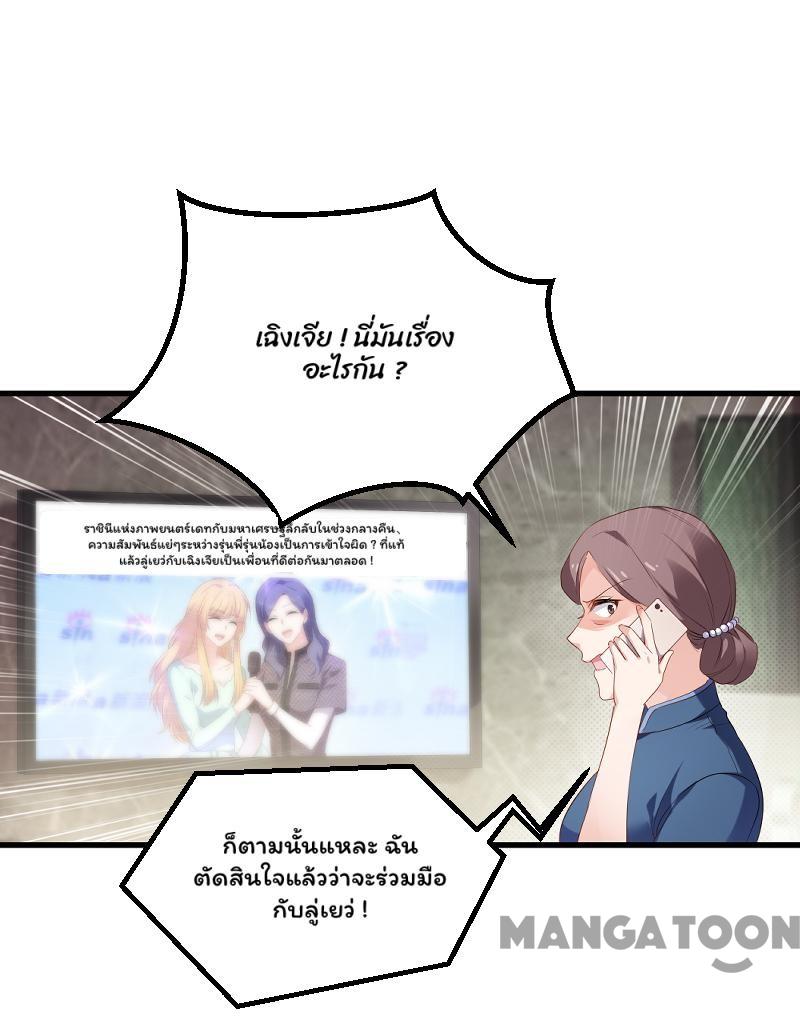 เฉิงเจีย ! นี่มันเรื่อง
อะไรกัน ?
ราชินีแห่งภาพยนตร์เดทกับมหาเศรษฐีลึกลับในช่วงกลางคืน、
ความสัมพันธ์แย่ๆระหว่างรุ่นพี่รุ่นน้องเป็นการเข้าใจผิด ? ที่แท้
แล้วลู่เยว่กับเฉิงเจียเป็นเพื่อนที่ดีต่อกันมาตลอด !
ก็ตามนั้นแหละ ฉัน
ตัดสินใจแล้วว่าจะร่วมมือ
กับลู่เยว่ !
MANGATOON